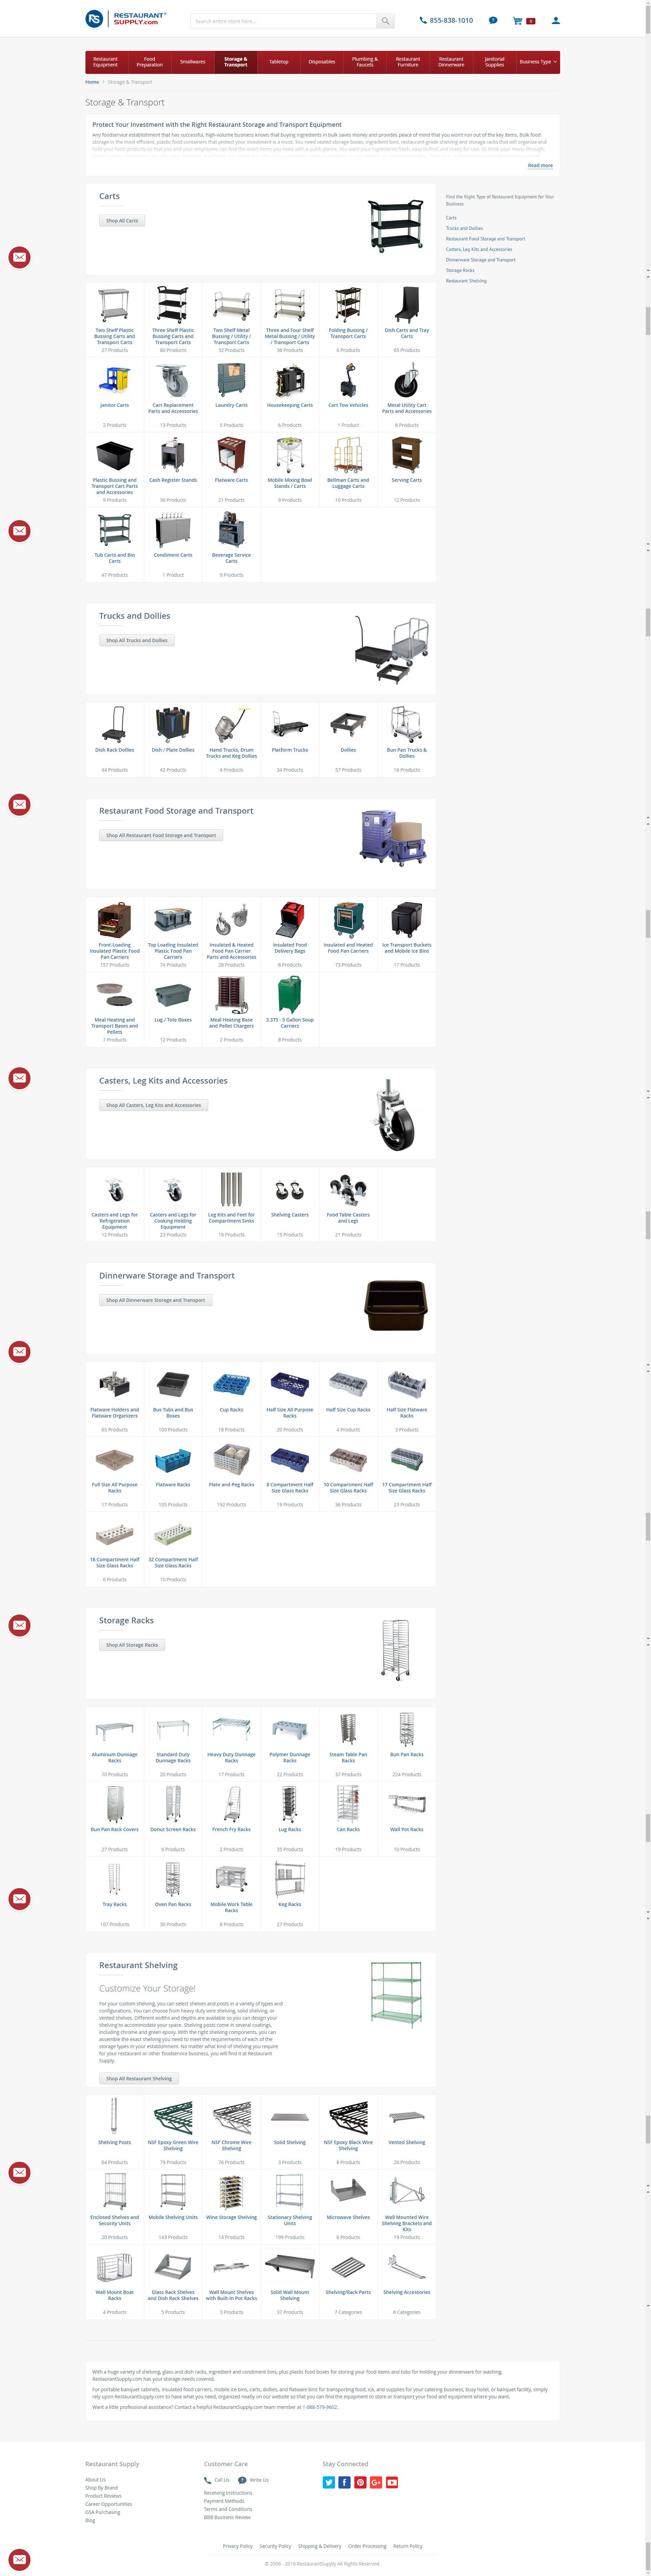 RS RESTAURANT SUPPLY.com
Search entire store here...
855-838-1010
0
Restaurant Equipment
Food Preparation
Smallwares
Storage & Transport
Tabletop
Disposables
Plumbing & Faucets
Restaurant Furniture
Restaurant Dinnerware
Janitorial Supplies
Business Type
Home
Storage & Transport
Storage & Transport
Protect Your Investment with the Right Restaurant Storage and Transport Equipment
Any foodservice establishment that has successful, high-volume business knows that buying ingredients in bulk saves money and provides peace of mind that you won't run out of the key items. Bulk food
storage in the most efficient, plastic food containers that protect your investment is a must. You need sealed storage boxes, ingredient bins, restaurant-grade shelving and storage racks that will organize and
Read more
Carts
Shop All Carts
Find the Right Type of Restaurant Equipment for Your
Business
Carts
Trucks and Dollies
Restaurant Food Storage and Transport
Casters, Leg Kits and Accessories
Dinnerware Storage and Transport
Storage Racks
Restaurant Shelving
Two Shelf Plastic Bussing Carts and Transport Carts
27 Products
Three Shelf Plastic Bussing Carts and Transport Carts
80 Products
Two Shelf Metal Bussing / Utility / Transport Carts
32 Products
Three and Four Shelf Metal Bussing / Utility / Transport Carts
36 Products
Folding Bussing / Transport Carts
6 Products
Dish Carts and Tray Carts
65 Products
Janitor Carts
2 Products
Cart Replacement Parts and Accessories
13 Products
Laundry Carts
5 Products
Housekeeping Carts
6 Products
Cart Tow Vehicles
1 Product
Metal Utility Cart Parts and Accessories
8 Products
Plastic Bussing and Transport Cart Parts and Accessories
9 Products
Cash Register Stands
30 Products
Flatware Carts
21 Products
Mobile Mixing Bowl Stands / Carts
9 Products
Bellman Carts and Luggage Carts
10 Products
Serving Carts
12 Products
Tub Carts and Bin Carts
47 Products
Condiment Carts
1 Product
Beverage Service Carts
9 Products
Trucks and Dollies
Shop All Trucks and Dollies
Dish Rack Dollies
44 Products
Dish / Plate Dollies
42 Products
Hand Trucks, Drum Trucks and Keg Dollies
4 Products
Platform Trucks
34 Products
Dollies
57 Products
Bun Pan Trucks & Dollies
16 Products
Restaurant Food Storage and Transport
Shop All Restaurant Food Storage and Transport
Front-Loading Insulated Plastic Food Pan Carriers
157 Products
Top Loading Insulated Plastic Food Pan Carriers
74 Products
Insulated & Heated Food Pan Carrier Parts and Accessories
28 Products
Insulated Food Delivery Bags
6 Products
Insulated and Heated Food Pan Carriers
73 Products
Ice Transport Buckets and Mobile Ice Bins
17 Products
Meal Heating and Transport Bases and Pellets
7 Products
Lug / Tote Boxes
12 Products
Meal Heating Base and Pellet Chargers
2 Products
3.375 - 5 Gallon Soup Carriers
8 Products
Casters, Leg Kits and Accessories
Shop All Casters, Leg Kits and Accessories
Casters and Legs for Refrigeration Equipment
12 Products
Casters and Legs for Cooking Holding Equipment
23 Products
Leg Kits and Feet for Compartment Sinks
19 Products
Shelving Casters
15 Products
Food Table Casters and Legs
21 Products
Dinnerware Storage and Transport
Shop All Dinnerware Storage and Transport
Flatware Holders and Flatware Organizers
65 Products
Bus Tubs and Bus Boxes
100 Products
Cup Racks
18 Products
Half Size All Purpose Racks
20 Products
Half Size Cup Racks
4 Products
Half Size Flatware Racks
3 Products
Full Size All Purpose Racks
17 Products
Flatware Racks
105 Products
Plate and Peg Racks
192 Products
8 Compartment Half Size Glass Racks
19 Products
10 Compartment Half Size Glass Racks
36 Products
17 Compartment Half Size Glass Racks
23 Products
18 Compartment Half Size Glass Racks
6 Products
32 Compartment Half Size Glass Racks
10 Products
Storage Racks
Shop All Storage Racks
Aluminum Dunnage Racks
70 Products
Standard Duty Dunnage Racks
20 Products
Heavy Duty Dunnage Racks
17 Products
Polymer Dunnage Racks
22 Products
Steam Table Pan Racks
37 Products
Bun Pan Racks
224 Products
Bun Pan Rack Covers
27 Products
Donut Screen Racks
6 Products
French Fry Racks
2 Products
Lug Racks
35 Products
Can Racks
19 Products
Wall Pot Racks
10 Products
Tray Racks
107 Products
Oven Pan Racks
30 Products
Mobile Work Table Racks
8 Products
Keg Racks
27 Products
Restaurant Shelving
Customize Your Storage!
For your custom shelving, you can select shelves and posts in a variety of types and
configurations. You can choose from heavy duty wire shelving, solid shelving, or
vented shelves. Different widths and depths are available so you can design your
shelving to accommodate your space. Shelving posts come in several coatings,
including chrome and green epoxy. With the right shelving components, you can
assemble the exact shelving you need to meet the requirements of each of the
storage types in your establishment. No matter what kind of shelving you require
for your restaurant or other foodservice business, you will find it at Restaurant
Supply.
Shop All Restaurant Shelving
Shelving Posts
64 Products
NSF Epoxy Green Wire Shelving
79 Products
NSF Chrome Wire Shelving
76 Products
Solid Shelving
3 Products
NSF Epoxy Black Wire Shelving
8 Products
Vented Shelving
26 Products
Enclosed Shelves and Security Units
20 Products
Mobile Shelving Units
143 Products
Wine Storage Shelving
14 Products
Stationary Shelving Units
199 Products
Microwave Shelves
6 Products
Wall Mounted Wire Shelving Brackets and Kits
19 Products
Wall Mount Boat Racks
4 Products
Glass Rack Shelves and Dish Rack Shelves
5 Products
Wall Mount Shelves with Built-in Pot Racks
3 Products
Solid Wall Mount Shelving
37 Products
Shelving/Rack Parts
7 Categories
Shelving Accessories
8 Categories
With a huge variety of shelving, glass and dish racks, ingredient and condiment bins, plus plastic food boxes for storing your food items and tubs for holding your dinnerware for washing,
RestaurantSupply.com has your storage needs covered.
For portable banquet cabinets, insulated food carriers, mobile ice bins, carts, dollies, and flatware bins for transporting food, ice, and supplies for your catering business, busy hotel, or banquet facility, simply
rely upon RestaurantSupply.com to have what you need, organized neatly on our website so that you can find the equipment to store or transport your food and equipment where you want.
Want a little professional assistance? Contact a helpful RestaurantSupply.com team member at 1-888-579-9602.
Restaurant Supply
About Us
Shop By Brand
Product Reviews
Career Opportunities
GSA Purchasing
Blog
Customer Care
Call Us
Write Us
Receiving Instructions
Payment Methods
Terms and Conditions
BBB Business Review
Stay Connected
Privacy Policy
Security Policy
Shipping & Delivery
Order Processing
Return Policy
© 2006 - 2019 RestaurantSupply All Rights Reserved.